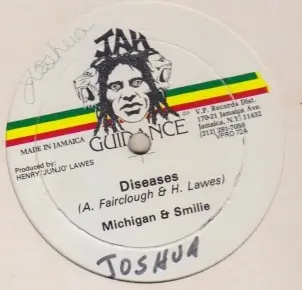 Joshua
JAH
GUIDANCE
MADE IN JAMAICA
V.P. Records Dist.
170-21 Jamaica Ave.
Jamaica, N.Y. 11432
(212) 291-7058
VPRD 72A
Produced by:
HENRY 'JUNJO' LAWES
Diseases
(A. Fairclough & H. Lawes)
Michigan & Smilie
JOSHUA